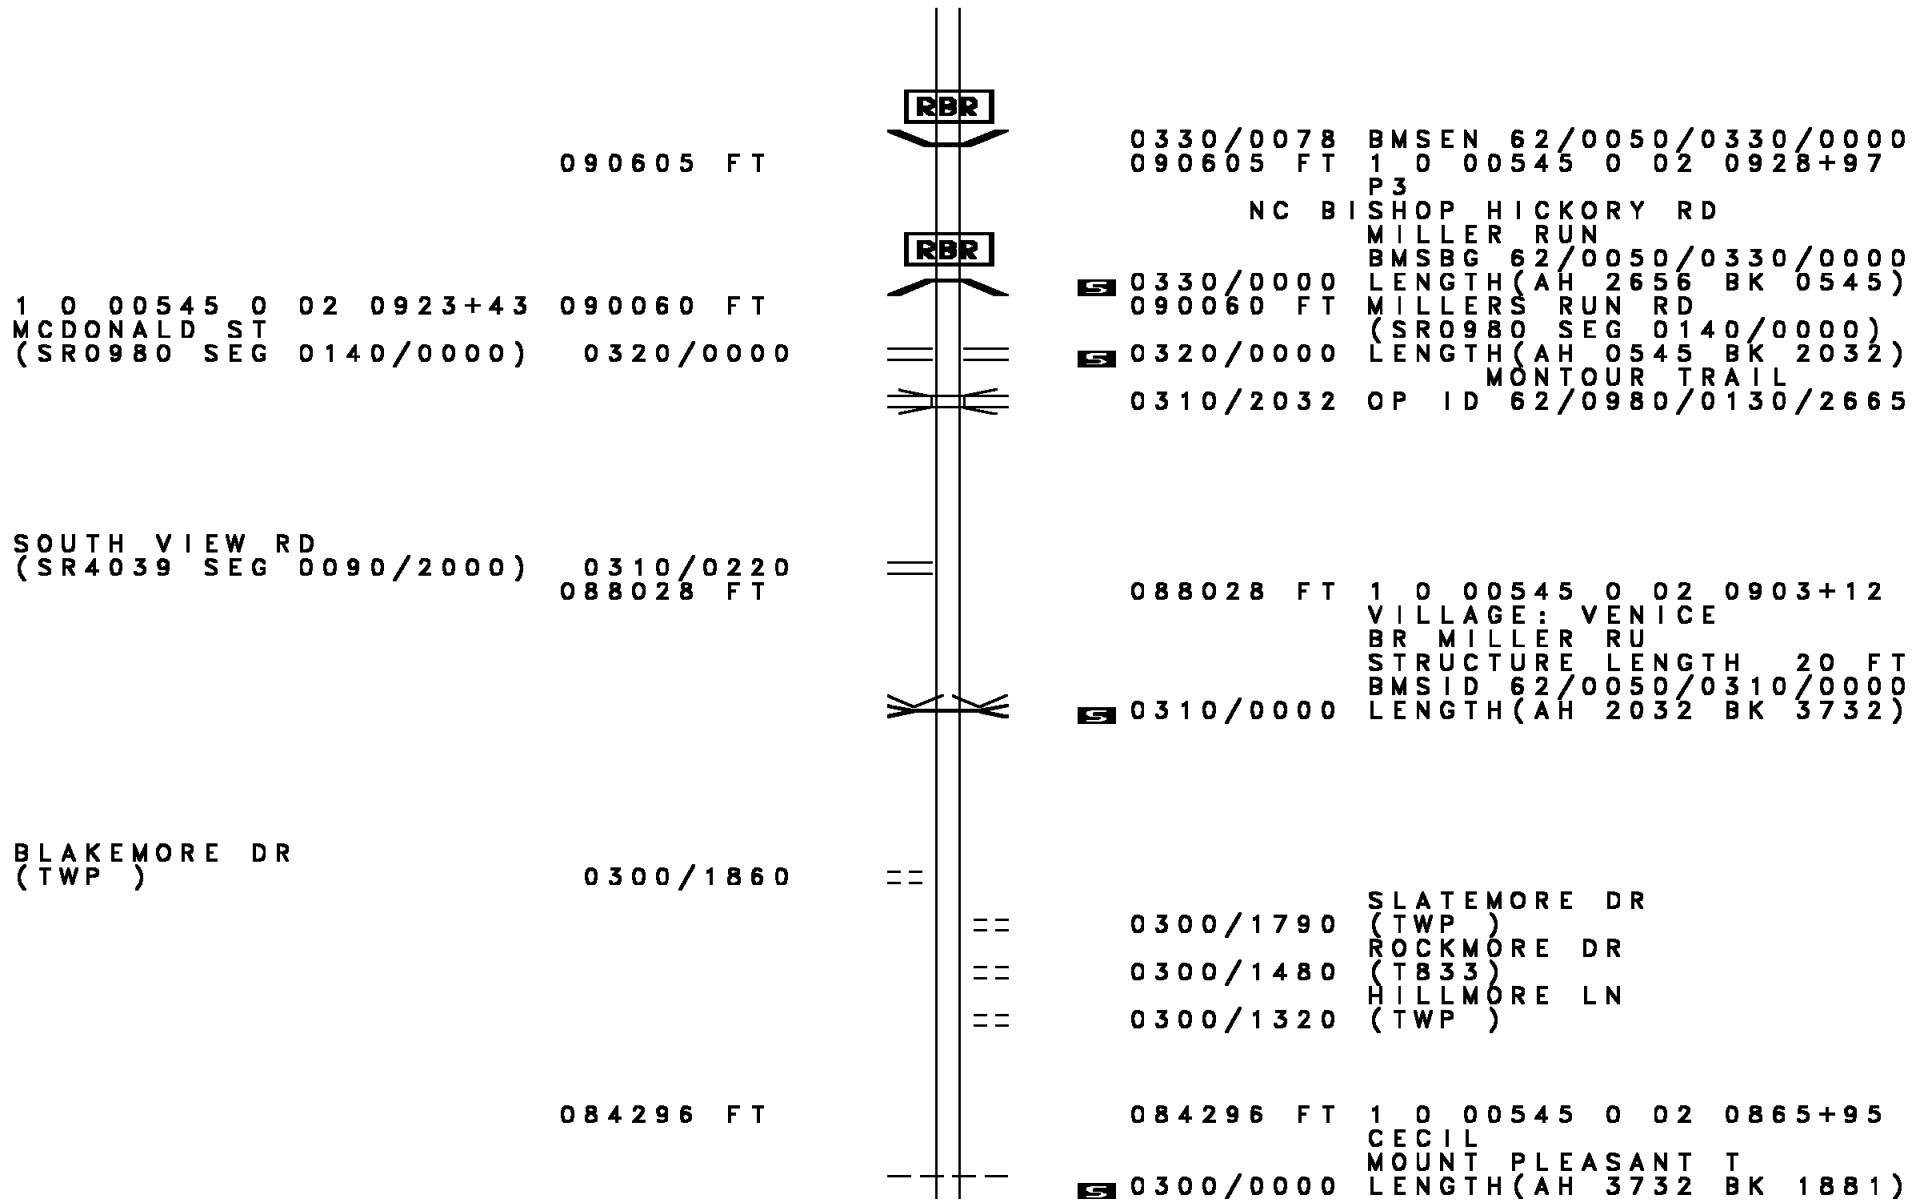 RBR
0330/0078 BMSEN 62/0050/0330/0000
090605 FT 090605 FT 1 0 00545 0 02 0928+97
P3
NC BISHOP HICKORY RD
MILLER RUN
RBR
BMSBG 62/0050/0330/0000
S 0330/0000 LENGTH(AH 2656 BK 0545)
1 0 00545 0 02 0923+43 090060 FT 090060 FT MILLERS RUN RD
MCDONALD ST (SR0980 SEG 0140/0000)
(SR0980 SEG 0140/0000) 0320/0000 S 0320/0000 LENGTH(AH 0545 BK 2032)
MONTOUR TRAIL
0310/2032 OP ID 62/0980/0130/2665
SOUTH VIEW RD
(SR4039 SEG 0090/2000) 0310/0220
088028 FT 088028 FT 1 0 00545 0 02 0903+12
VILLAGE: VENICE
BR MILLER RU
STRUCTURE LENGTH 20 FT
BMSID 62/0050/0310/0000
S 0310/0000 LENGTH(AH 2032 BK 3732)
BLAKEMORE DR
(TWP ) 0300/1860
SLATEMORE DR
0300/1790 (TWP )
ROCKMORE DR
0300/1480 (T833)
HILLMORE LN
0300/1320 (TWP )
084296 FT 084296 FT 1 0 00545 0 02 0865+95
CECIL
MOUNT PLEASANT T
S 0300/0000 LENGTH(AH 3732 BK 1881)